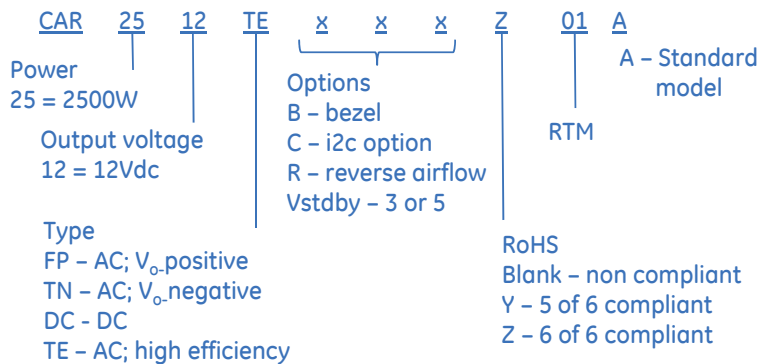 CAR 25 12 TE x x x Z 01 A
Power
25 = 2500W
Output voltage
12 = 12Vdc
Type
FP – AC; Vo-positive
TN – AC; Vo-negative
DC - DC
TE – AC; high efficiency
Options
B – bezel
C – i2c option
R – reverse airflow
Vstdby – 3 or 5
RoHS
Blank – non compliant
Y – 5 of 6 compliant
Z – 6 of 6 compliant
RTM
A – Standard
model